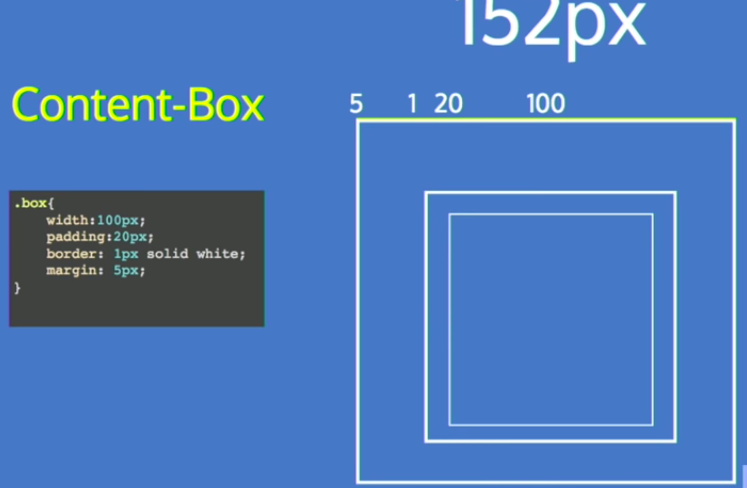 152px
Content-Box
5 1 20 100
.box{
width:100px;
padding:20px;
border: 1px solid white;
margin: 5px;
}